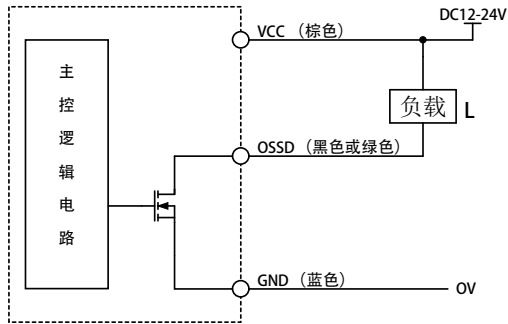 DC12-24V
VCC（棕色）
主控逻辑电路
负载 L
OSSD（黑色或绿色）
GND（蓝色）
0V